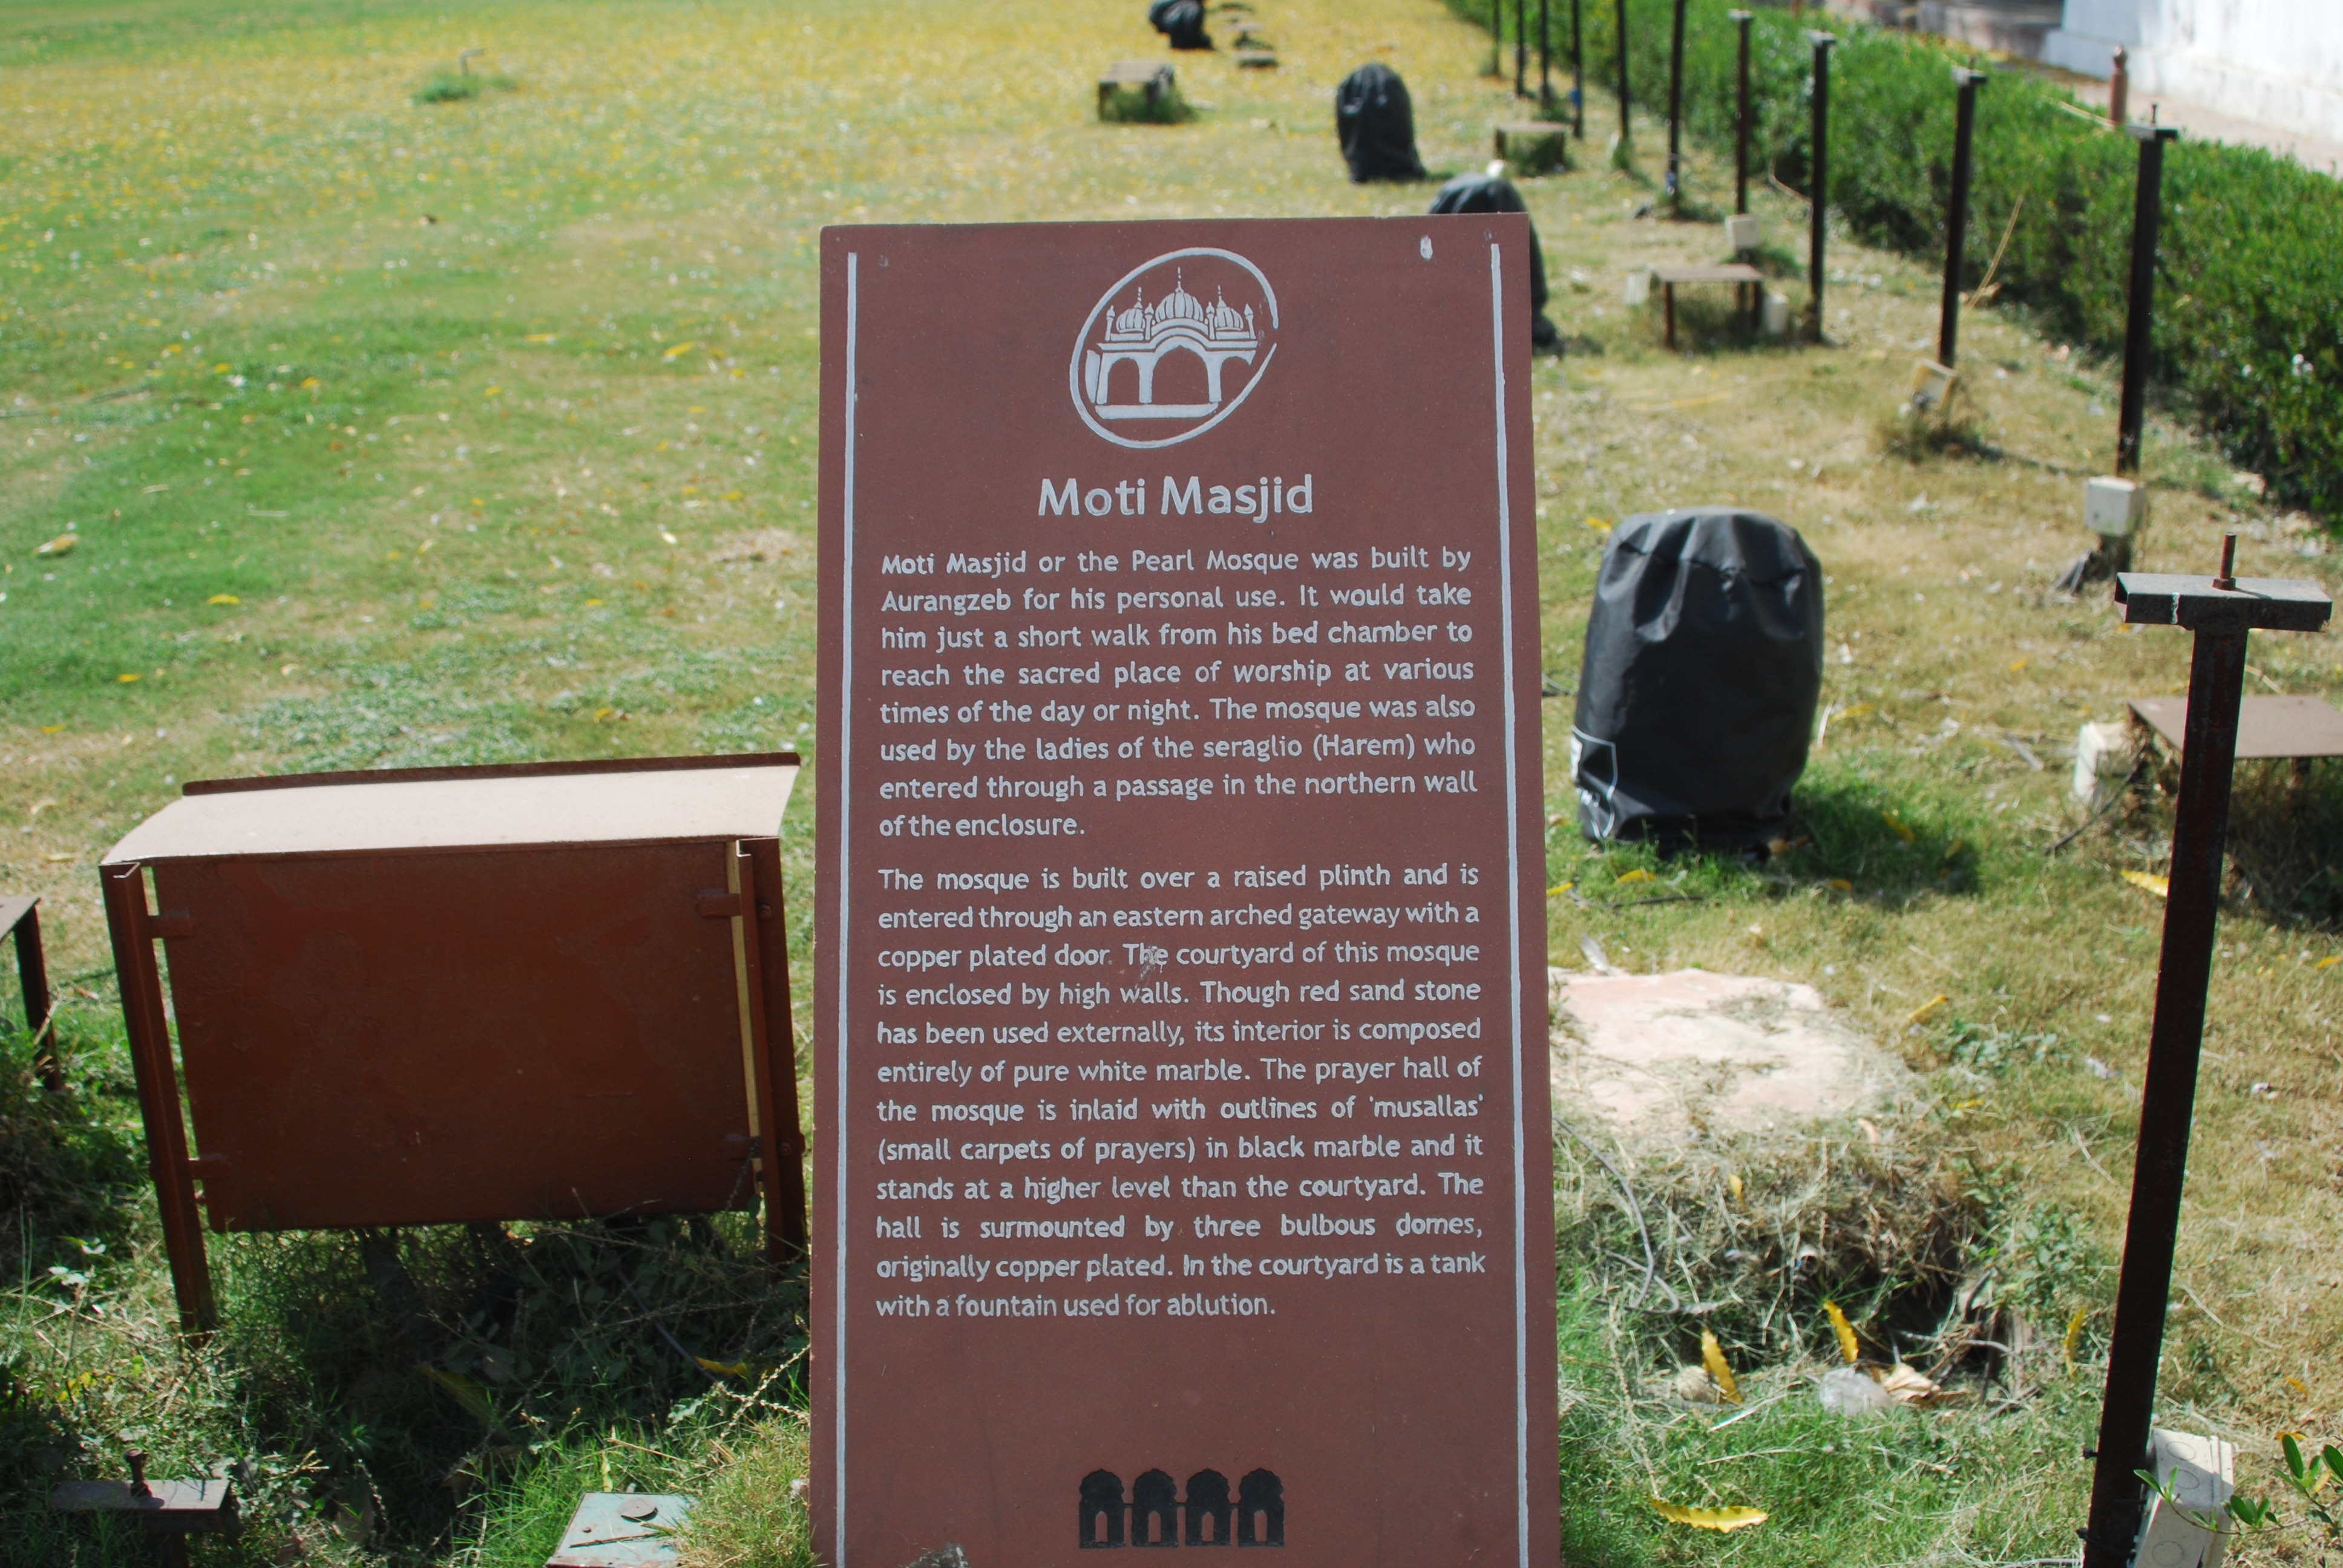 Moti Masjid
Moti Masjid or the Pearl Mosque was built by
Aurangzeb for his personal use. It would take
him just a short walk from his bed chamber to
reach the sacred place of worship at various
times of the day or night. The mosque was also
used by the ladies of the seraglio (Harem) who
entered through a passage in the northern wall
of the enclosure.
The mosque is built over a raised plinth and is
entered through an eastern arched gateway with a
copper plated door. The courtyard of this mosque
is enclosed by high walls. Though red sand stone
has been used externally, its interior is composed
entirely of pure white marble. The prayer hall of
the mosque is inlaid with outlines of 'musallas'
(small carpets of prayers) in black marble and it
stands at a higher level than the courtyard. The
hall is surmounted by three bulbous domes,
originally copper plated. In the courtyard is a tank
with a fountain used for ablution.